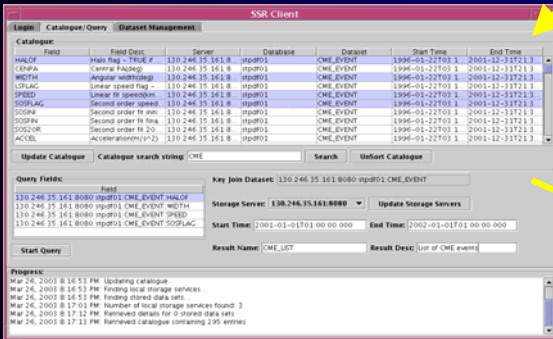 SSR Client
Login Catalogue/Query Dataset Management
Catalogue:
Field Field Desc Server Database Dataset Start Time End Time
HALOF Halo flag - TRUE if ... 130.246.35.161:8... stpdf01 CME_EVENT 1996-01-22T03:1... 2001-12-31T21:3...
CENPA Central PA(deg) 130.246.35.161:8... stpdf01 CME_EVENT 1996-01-22T03:1... 2001-12-31T21:3...
WIDTH Angular width(deg) 130.246.35.161:8... stpdf01 CME_EVENT 1996-01-22T03:1... 2001-12-31T21:3...
LSFLAG Linear speed flag - ... 130.246.35.161:8... stpdf01 CME_EVENT 1996-01-22T03:1... 2001-12-31T21:3...
SPEED Linear fit speed(km... 130.246.35.161:8... stpdf01 CME_EVENT 1996-01-22T03:1... 2001-12-31T21:3...
SOSFLAG Second order speed... 130.246.35.161:8... stpdf01 CME_EVENT 1996-01-22T03:1... 2001-12-31T21:3...
SOSINI Second order fit initi... 130.246.35.161:8... stpdf01 CME_EVENT 1996-01-22T03:1... 2001-12-31T21:3...
SOSFIN Second order fit fina... 130.246.35.161:8... stpdf01 CME_EVENT 1996-01-22T03:1... 2001-12-31T21:3...
SOS20R Second order fit 20... 130.246.35.161:8... stpdf01 CME_EVENT 1996-01-22T03:1... 2001-12-31T21:3...
ACCEL Acceleration(m/s^2) 130.246.35.161:8... stpdf01 CME_EVENT 1996-01-22T03:1... 2001-12-31T21:3...
Update Catalogue Catalogue search string: CME Search UnSort Catalogue
Query Fields: Key Join Dataset: 130.246.35.161:8080:stpdf01:CME_EVENT
Field
130.246.35.161:8080:stpdf01:CME_EVENT:HALOF
130.246.35.161:8080:stpdf01:CME_EVENT:WIDTH Storage Server: 130.246.35.161:8080 Update Storage Servers
130.246.35.161:8080:stpdf01:CME_EVENT:SPEED
130.246.35.161:8080:stpdf01:CME_EVENT:SOSFLAG Start Time: 2001-01-01T01:00:00.000 End Time: 2002-01-01T01:00:00.000
Start Query Result Name: CME_LIST Result Desc: List of CME events
Progress:
Mar 26, 2003 8:16:53 PM: Updating catalogue...
Mar 26, 2003 8:16:53 PM: Finding local storage services...
Mar 26, 2003 8:16:53 PM: Finding stored data sets...
Mar 26, 2003 8:17:01 PM: Number of local storage services found: 3
Mar 26, 2003 8:17:12 PM: Retrieved details for 0 stored data sets
Mar 26, 2003 8:17:13 PM: Retrieved catalogue containing 295 entries